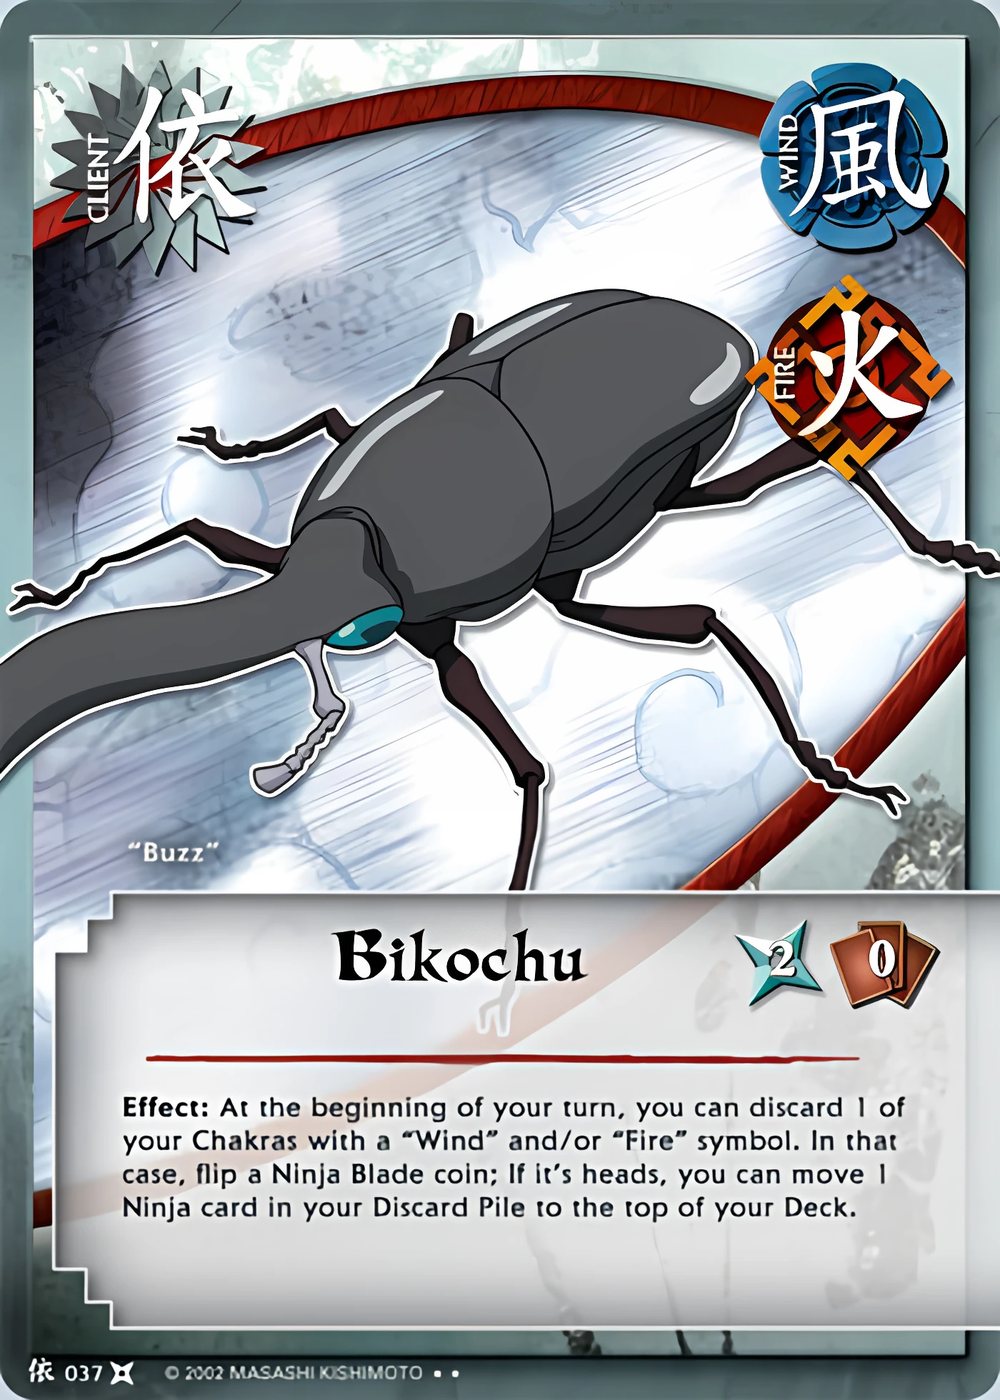 CLIENT 依
WIND 風
FIRE 火
“Buzz”
Bikochu
2 0
Effect: At the beginning of your turn, you can discard 1 of
your Chakras with a “Wind” and/or “Fire” symbol. In that
case, flip a Ninja Blade coin; If it's heads, you can move 1
Ninja card in your Discard Pile to the top of your Deck.
依 037 © 2002 MASASHI KISHIMOTO